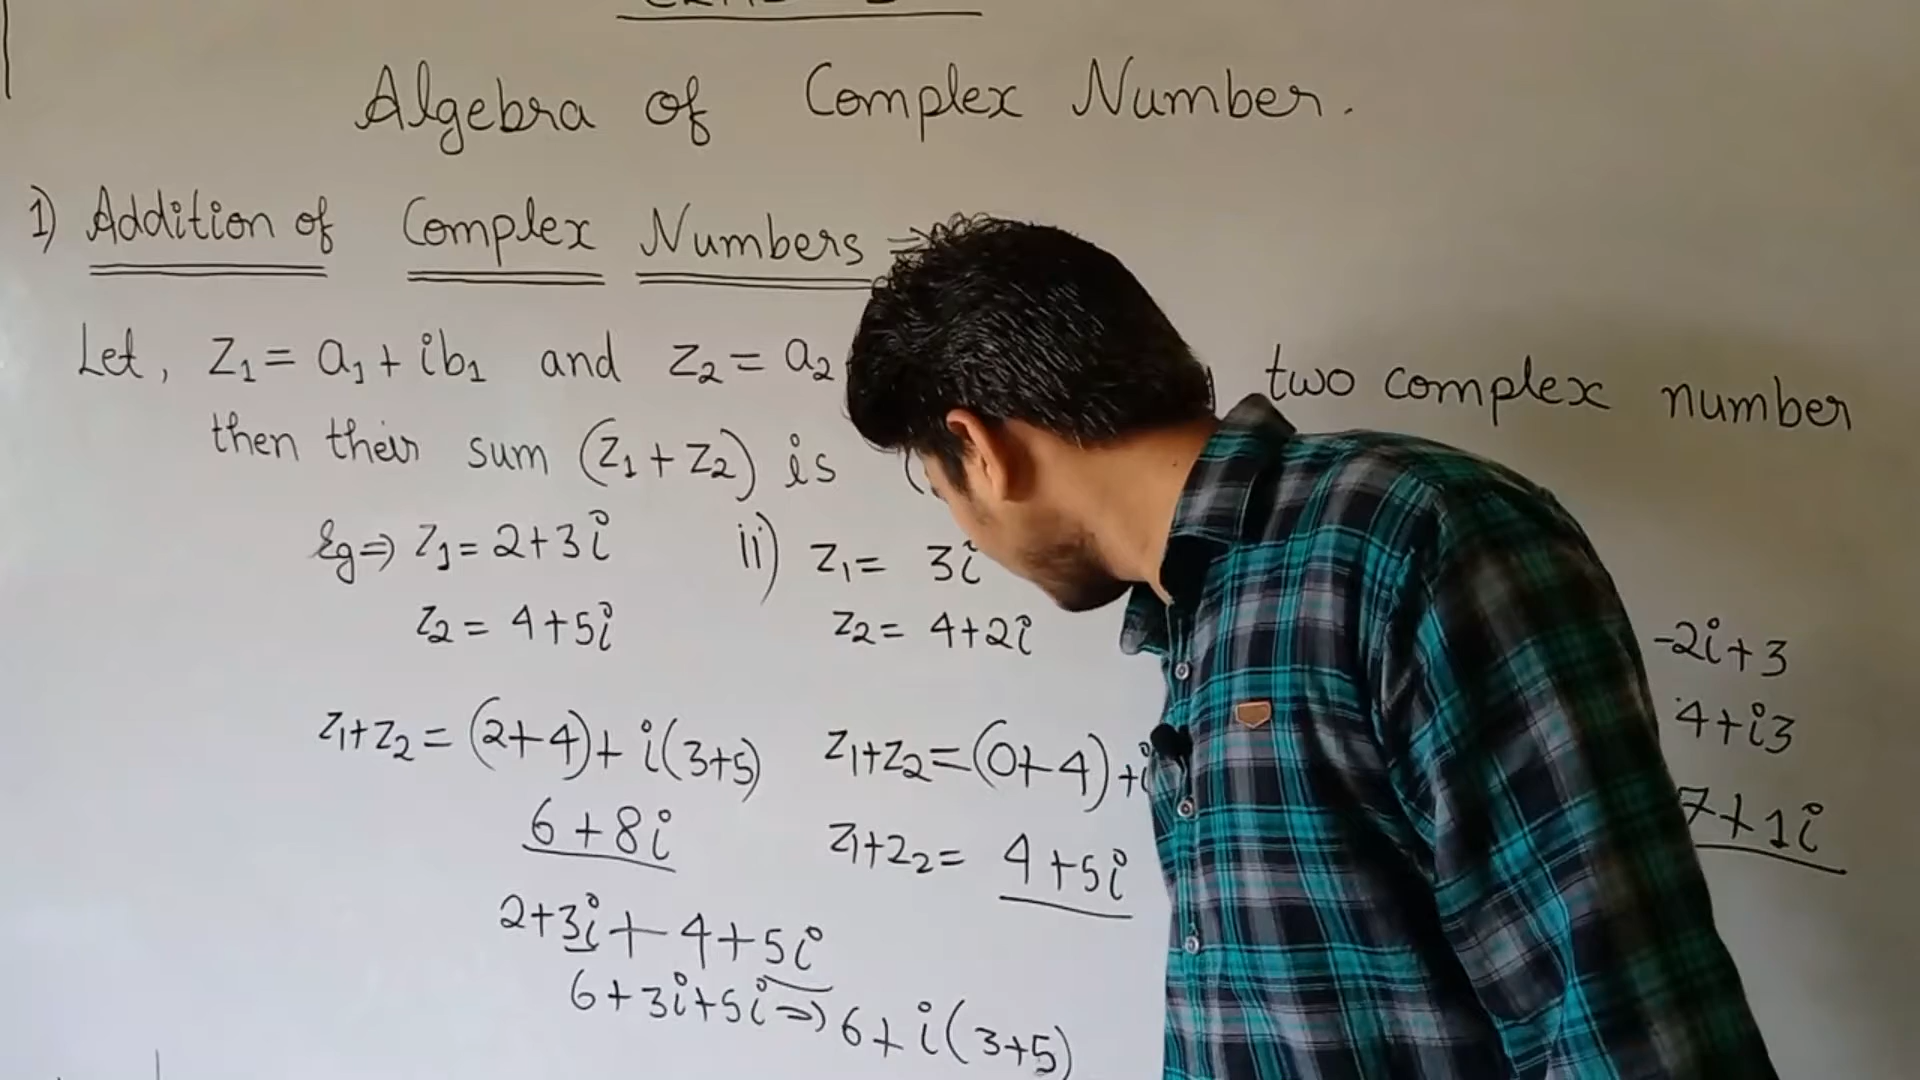 Algebra of Complex Number.
1) Addition of Complex Numbers ⇒
Let, z₁ = a₁ + ib₁ and z₂ = a₂ two complex number
then their sum (z₁ + z₂) is (
Eg ⇒ z₁ = 2+3i
z₂ = 4+5i
z₁+z₂ = (2+4)+ i(3+5)
6+8i
2+3i + 4+5i
6+3i+5i ⇒ 6+i(3+5)
ii) z₁ = 3i
z₂ = 4+2i
z₁+z₂ = (0+4)+i
z₁+z₂ = 4+5i
-2i+3
4+i3
7+1i